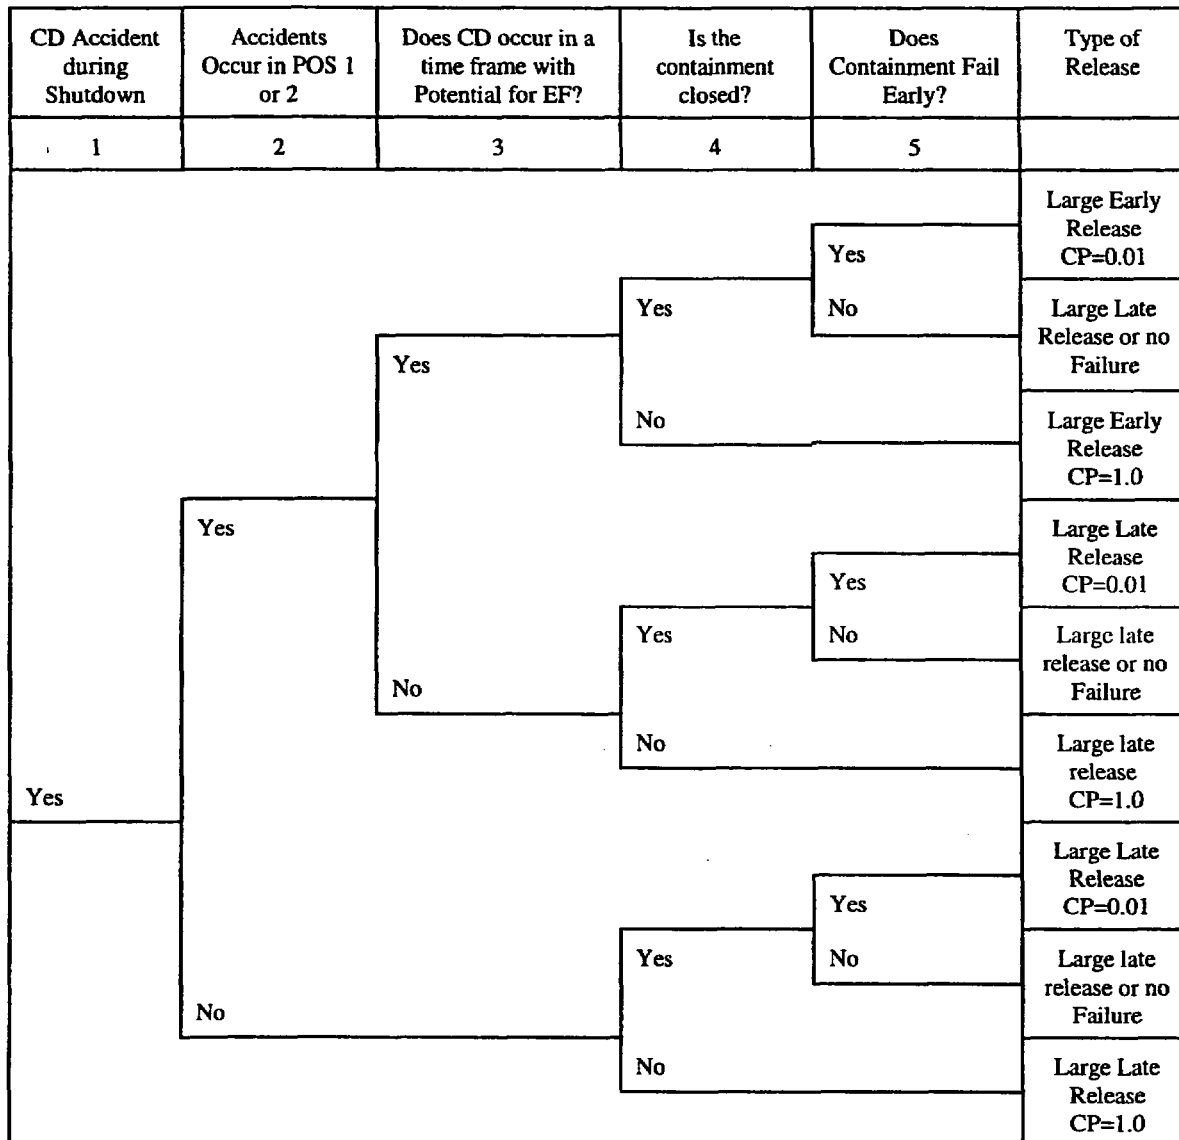 CD Accident
during
Shutdown
Accidents
Occur in POS 1
or 2
Does CD occur in a
time frame with
Potential for EF?
Is the
containment
closed?
Does
Containment Fail
Early?
Type of
Release
1
2
3
4
5
Large Early
Release
CP=0.01
Yes
Yes
No
Large Late
Release or no
Failure
Yes
No
Large Early
Release
CP=1.0
Yes
Large Late
Release
CP=0.01
Yes
Yes
No
Large late
release or no
Failure
No
No
Large late
release
CP=1.0
Yes
Large Late
Release
CP=0.01
Yes
Yes
No
Large late
release or no
Failure
No
No
Large Late
Release
CP=1.0